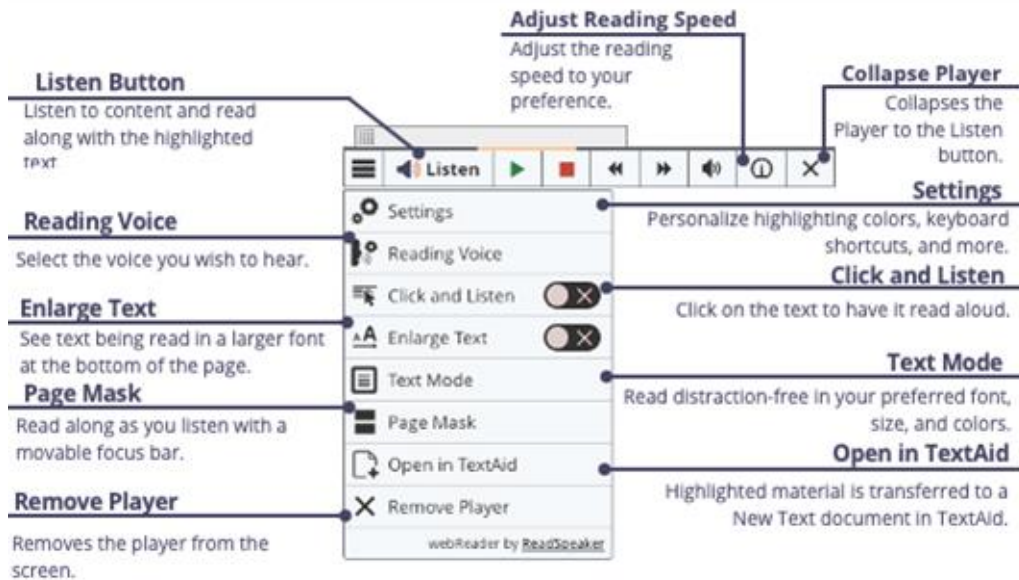 Adjust Reading Speed
Adjust the reading
speed to your
preference.
Listen Button
Listen to content and read
along with the highlighted
text
Collapse Player
Collapses the
Player to the Listen
button.
Listen
Settings
Personalize highlighting colors, keyboard
shortcuts, and more.
Settings
Reading Voice
Select the voice you wish to hear.
Reading Voice
Click and Listen
Click on the text to have it read aloud.
Click and Listen
Enlarge Text
See text being read in a larger font
at the bottom of the page.
Enlarge Text
Text Mode
Read distraction-free in your preferred font,
size, and colors.
Text Mode
Page Mask
Read along as you listen with a
movable focus bar.
Page Mask
Open in TextAid
Highlighted material is transferred to a
New Text document in TextAid.
Open in TextAid
Remove Player
Removes the player from the
screen.
Remove Player
webReader by ReadSpeaker